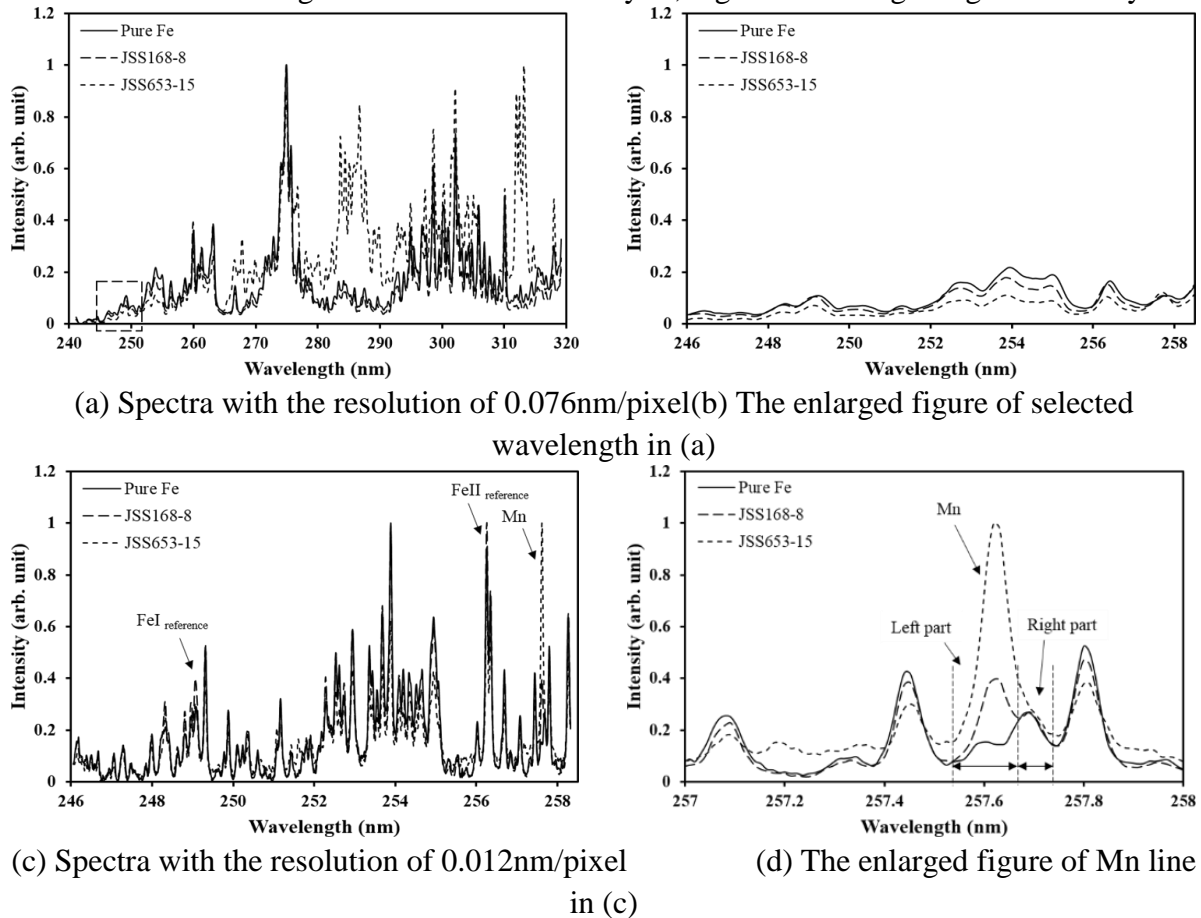 Pure Fe
JSS168-8
JSS653-15
Intensity (arb. unit)
1.2
1
0.8
0.6
0.4
0.2
0
240 250 260 270 280 290 300 310 320
Wavelength (nm)
Pure Fe
JSS168-8
JSS653-15
Intensity (arb. unit)
1.2
1
0.8
0.6
0.4
0.2
0
246 248 250 252 254 256 258
Wavelength (nm)
(a) Spectra with the resolution of 0.076nm/pixel(b) The enlarged figure of selected
wavelength in (a)
Pure Fe
JSS168-8
JSS653-15
FeI reference
FeII reference
Mn
Intensity (arb. unit)
1.2
1
0.8
0.6
0.4
0.2
0
246 248 250 252 254 256 258
Wavelength (nm)
Pure Fe
JSS168-8
JSS653-15
Mn
Left part
Right part
Intensity (arb. unit)
1.2
1
0.8
0.6
0.4
0.2
0
257 257.2 257.4 257.6 257.8 258
Wavelength (nm)
(c) Spectra with the resolution of 0.012nm/pixel (d) The enlarged figure of Mn line
in (c)